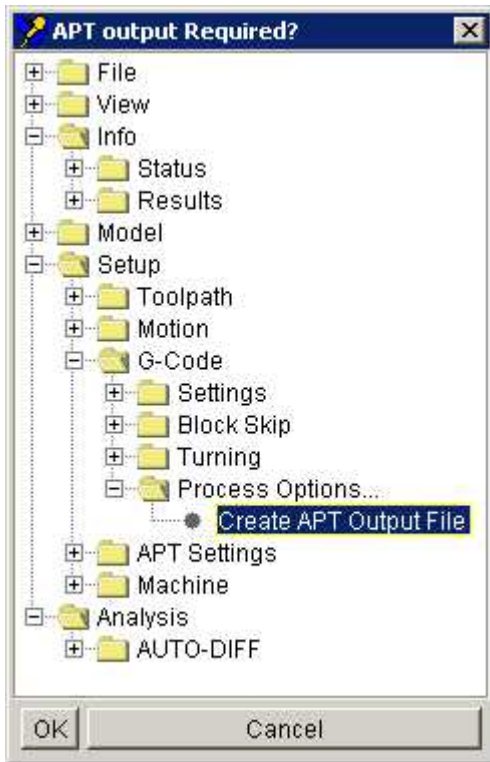 APT output Required?
File
View
Info
Status
Results
Model
Setup
Toolpath
Motion
G-Code
Settings
Block Skip
Turning
Process Options...
Create APT Output File
APT Settings
Machine
Analysis
AUTO-DIFF
OK Cancel